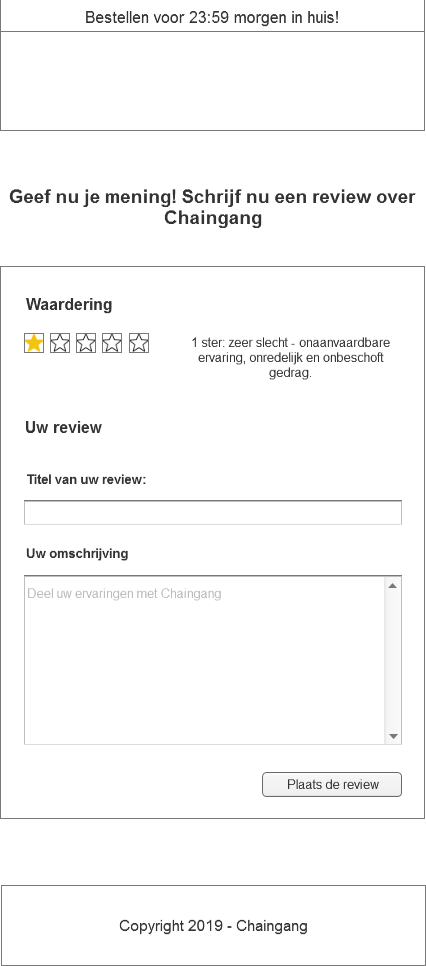 Bestellen voor 23:59 morgen in huis!
Geef nu je mening! Schrijf nu een review over
Chaingang
Waardering
1 ster: zeer slecht - onaanvaardbare
ervaring, onredelijk en onbeschoft
gedrag.
Uw review
Titel van uw review:
Uw omschrijving
Deel uw ervaringen met Chaingang
Plaats de review
Copyright 2019 - Chaingang